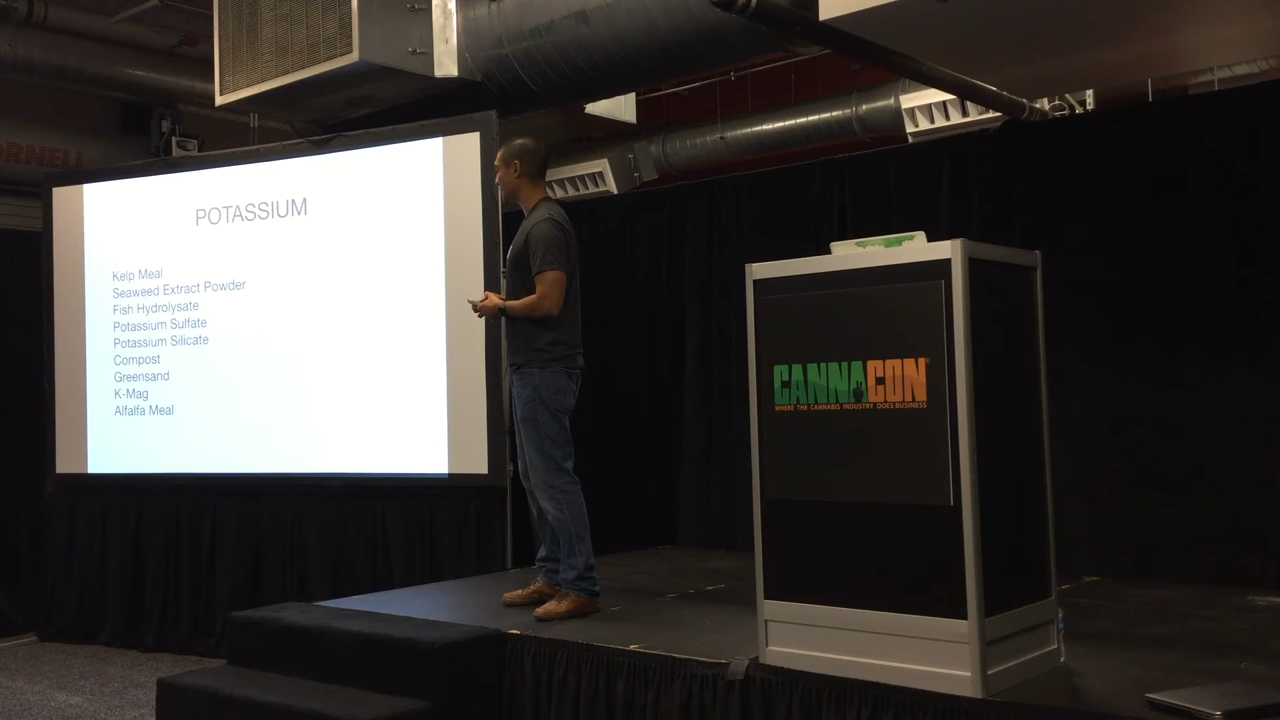 POTASSIUM
Kelp Meal
Seaweed Extract Powder
Fish Hydrolysate
Potassium Sulfate
Potassium Silicate
Compost
Greensand
K-Mag
Alfalfa Meal
CANNACON®
WHERE THE CANNABIS INDUSTRY DOES BUSINESS